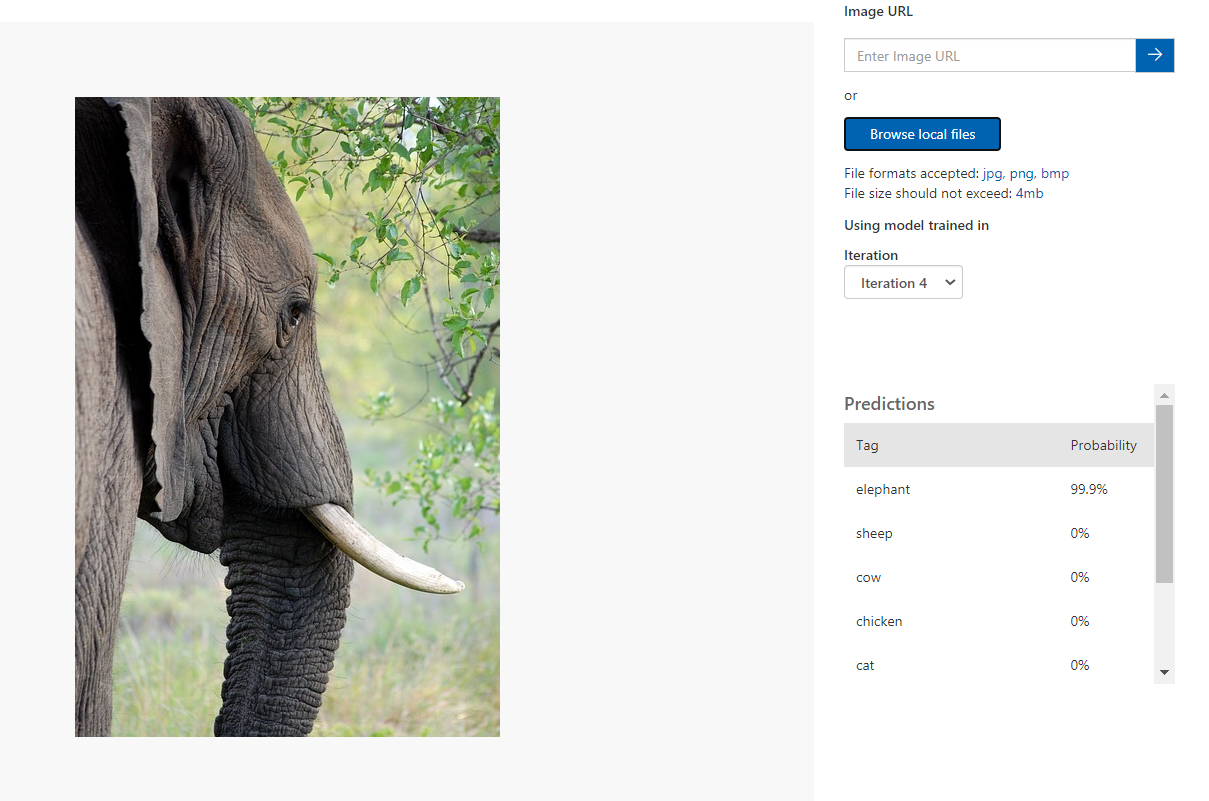 Image URL
Enter Image URL
or
Browse local files
File formats accepted: jpg, png, bmp
File size should not exceed: 4mb
Using model trained in
Iteration
Iteration 4
Predictions
Tag Probability
elephant 99.9%
sheep 0%
cow 0%
chicken 0%
cat 0%